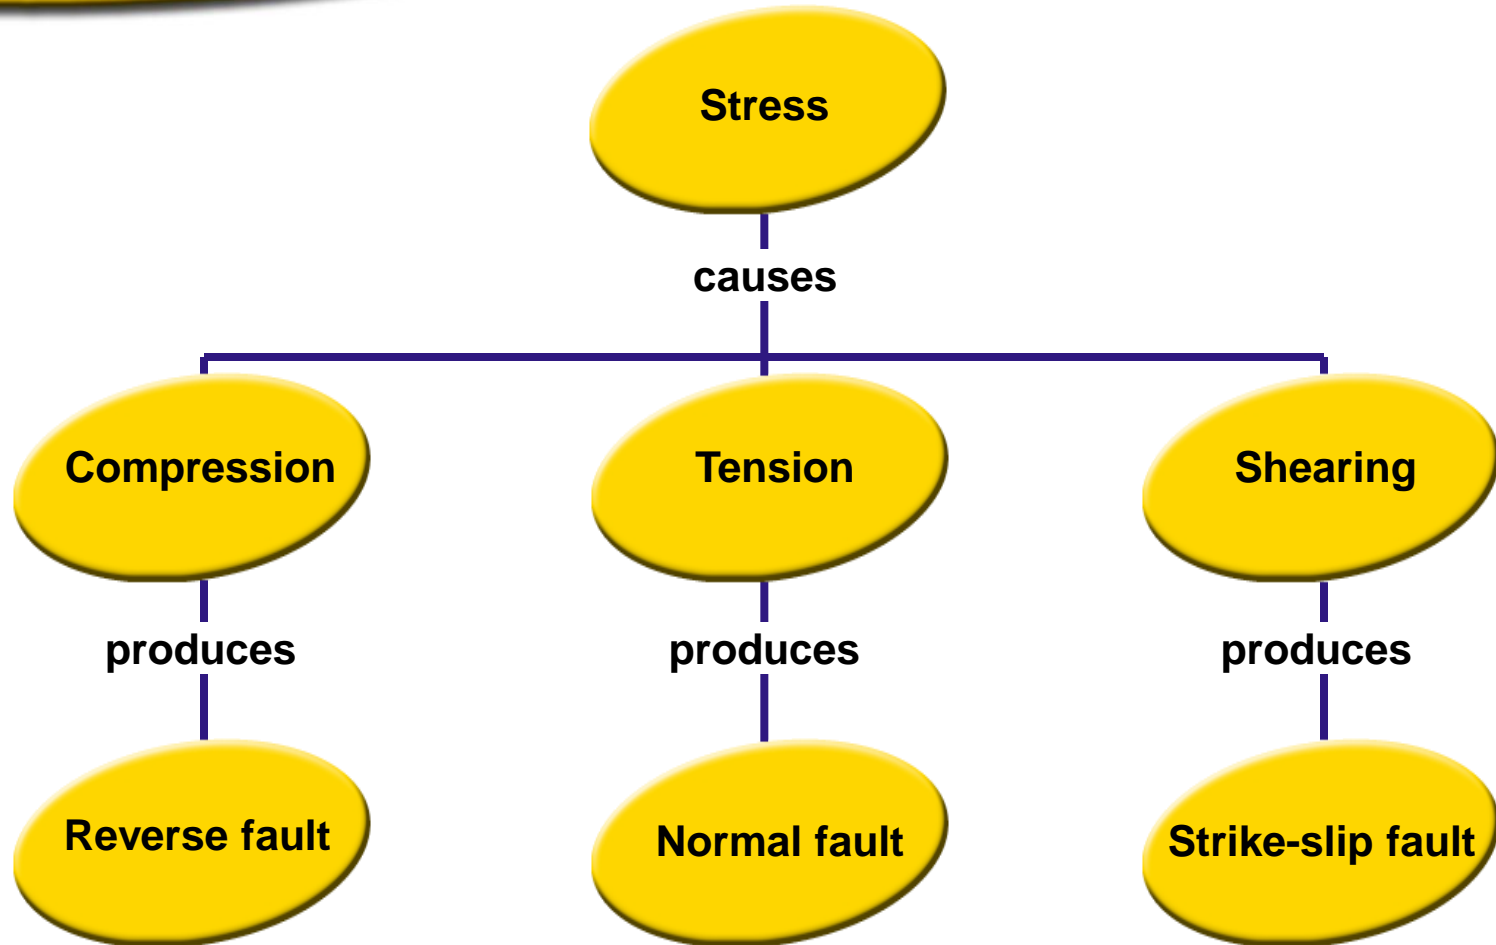 Stress
causes
Compression
Tension
Shearing
produces
produces
produces
Reverse fault
Normal fault
Strike-slip fault